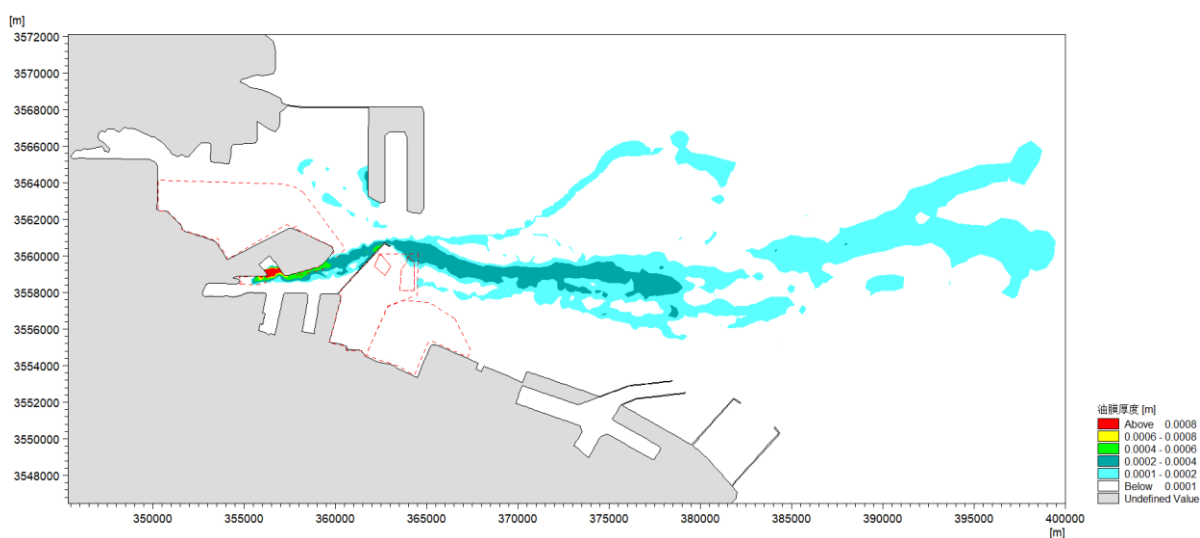 [m]
3572000
3570000
3568000
3566000
3564000
3562000
3560000
3558000
3556000
3554000
3552000
3550000
3548000
350000 355000 360000 365000 370000 375000 380000 385000 390000 395000 400000
[m]
油膜厚度 [m]
Above 0.0008
0.0006 - 0.0008
0.0004 - 0.0006
0.0002 - 0.0004
0.0001 - 0.0002
Below 0.0001
Undefined Value